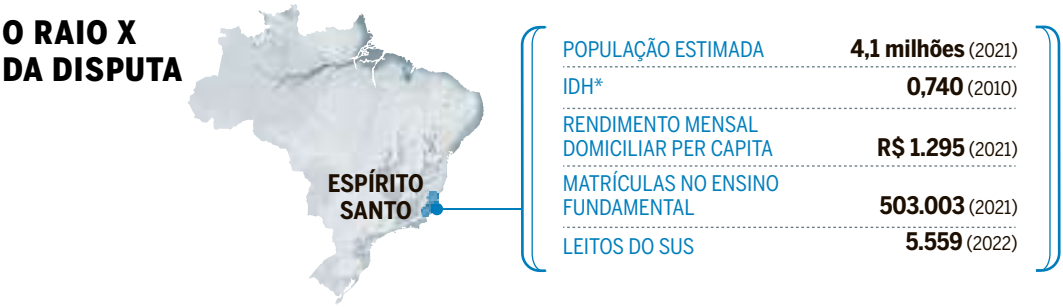 O RAIO X
DA DISPUTA
ESPÍRITO
SANTO
POPULAÇÃO ESTIMADA 4,1 milhões (2021)
IDH* 0,740 (2010)
RENDIMENTO MENSAL
DOMICILIAR PER CAPITA R$ 1.295 (2021)
MATRÍCULAS NO ENSINO
FUNDAMENTAL 503.003 (2021)
LEITOS DO SUS 5.559 (2022)